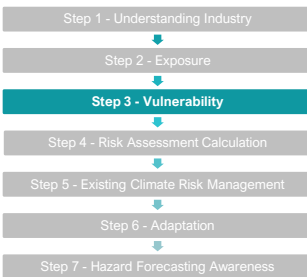 Step 1 - Understanding Industry
Step 2 - Exposure
Step 3 - Vulnerability
Step 4 - Risk Assessment Calculation
Step 5 - Existing Climate Risk Management
Step 6 - Adaptation
Step 7 - Hazard Forecasting Awareness